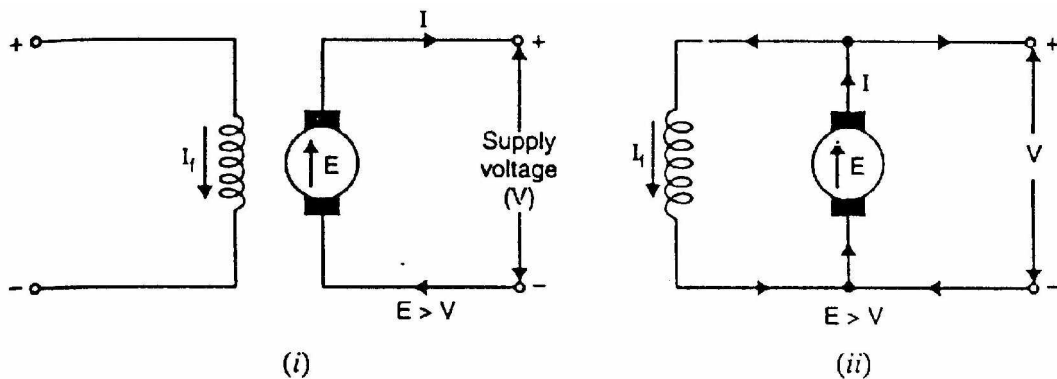 I
I
+
+
+
I_f
E
Supply
voltage
(V)
I_f
E
V
−
−
−
E > V
E > V
(i)
(ii)